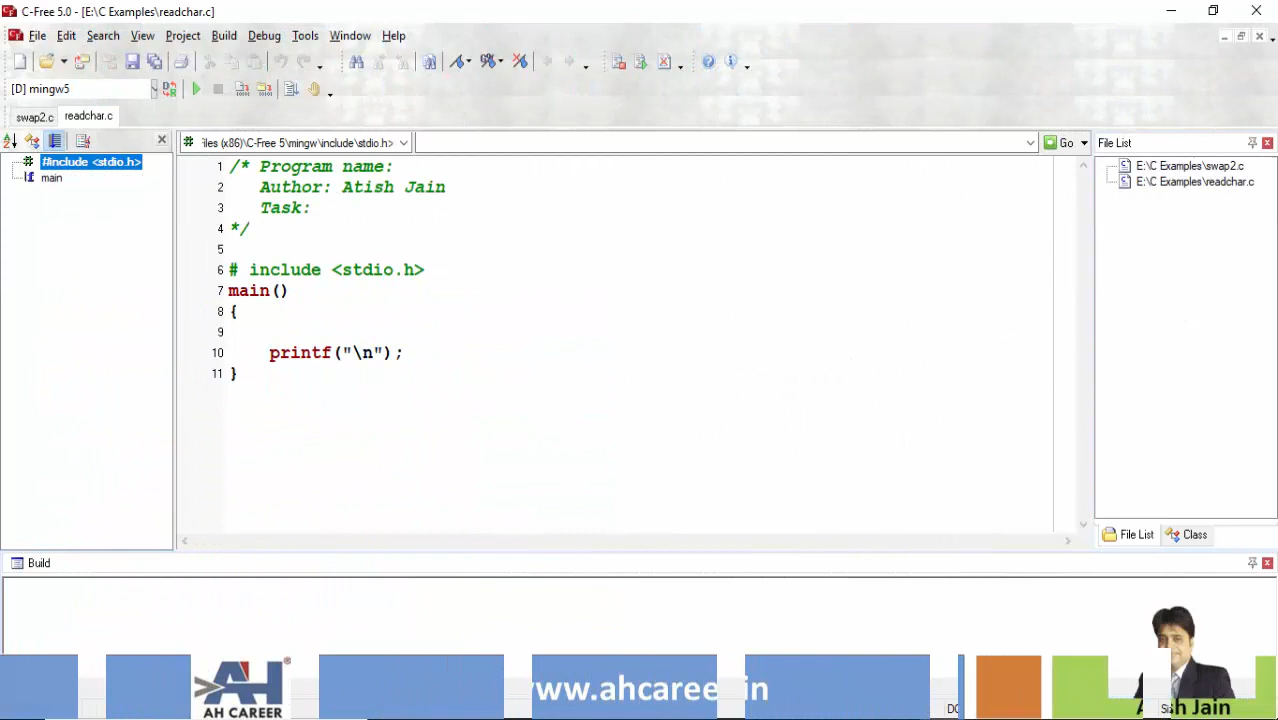 C-Free 5.0 - [E:\C Examples\readchar.c]
File Edit Search View Project Build Debug Tools Window Help
[D] mingw5
swap2.c readchar.c
iles (x86)\C-Free 5\mingw\include\stdio.h> Go File List
#include <stdio.h>
main
1 /* Program name:
2 Author: Atish Jain
3 Task:
4 */
5
6 # include <stdio.h>
7 main()
8 {
9
10 printf("\n");
11 }
E:\C Examples\swap2.c
E:\C Examples\readchar.c
File List Class
Build
AH
AH CAREER
www.ahcaree in
Jain